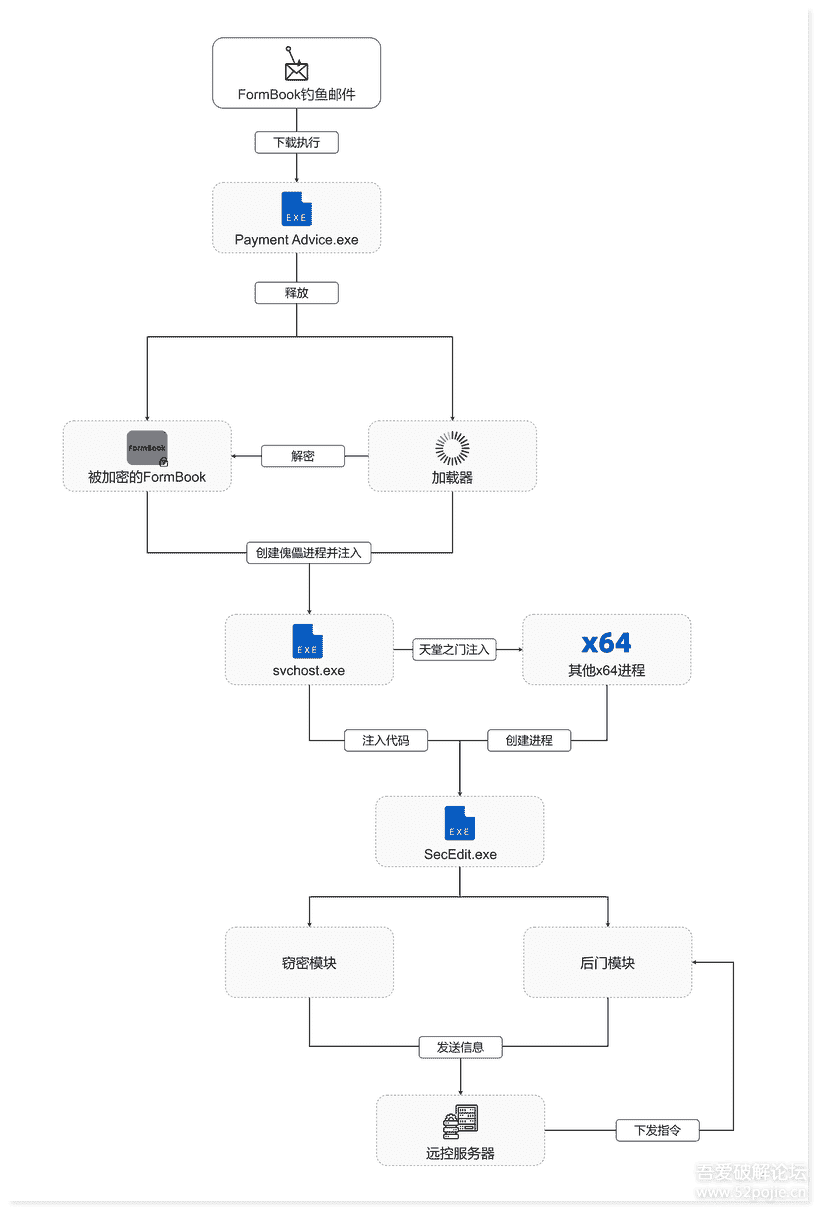 FormBook钓鱼邮件
下载执行
EXE
Payment Advice.exe
释放
FormBook
被加密的FormBook
解密
加载器
创建傀儡进程并注入
EXE
svchost.exe
天堂之门注入
x64
其他x64进程
注入代码
创建进程
EXE
SecEdit.exe
窃密模块
后门模块
发送信息
远控服务器
下发指令
吾爱破解论坛
www.52pojie.cn